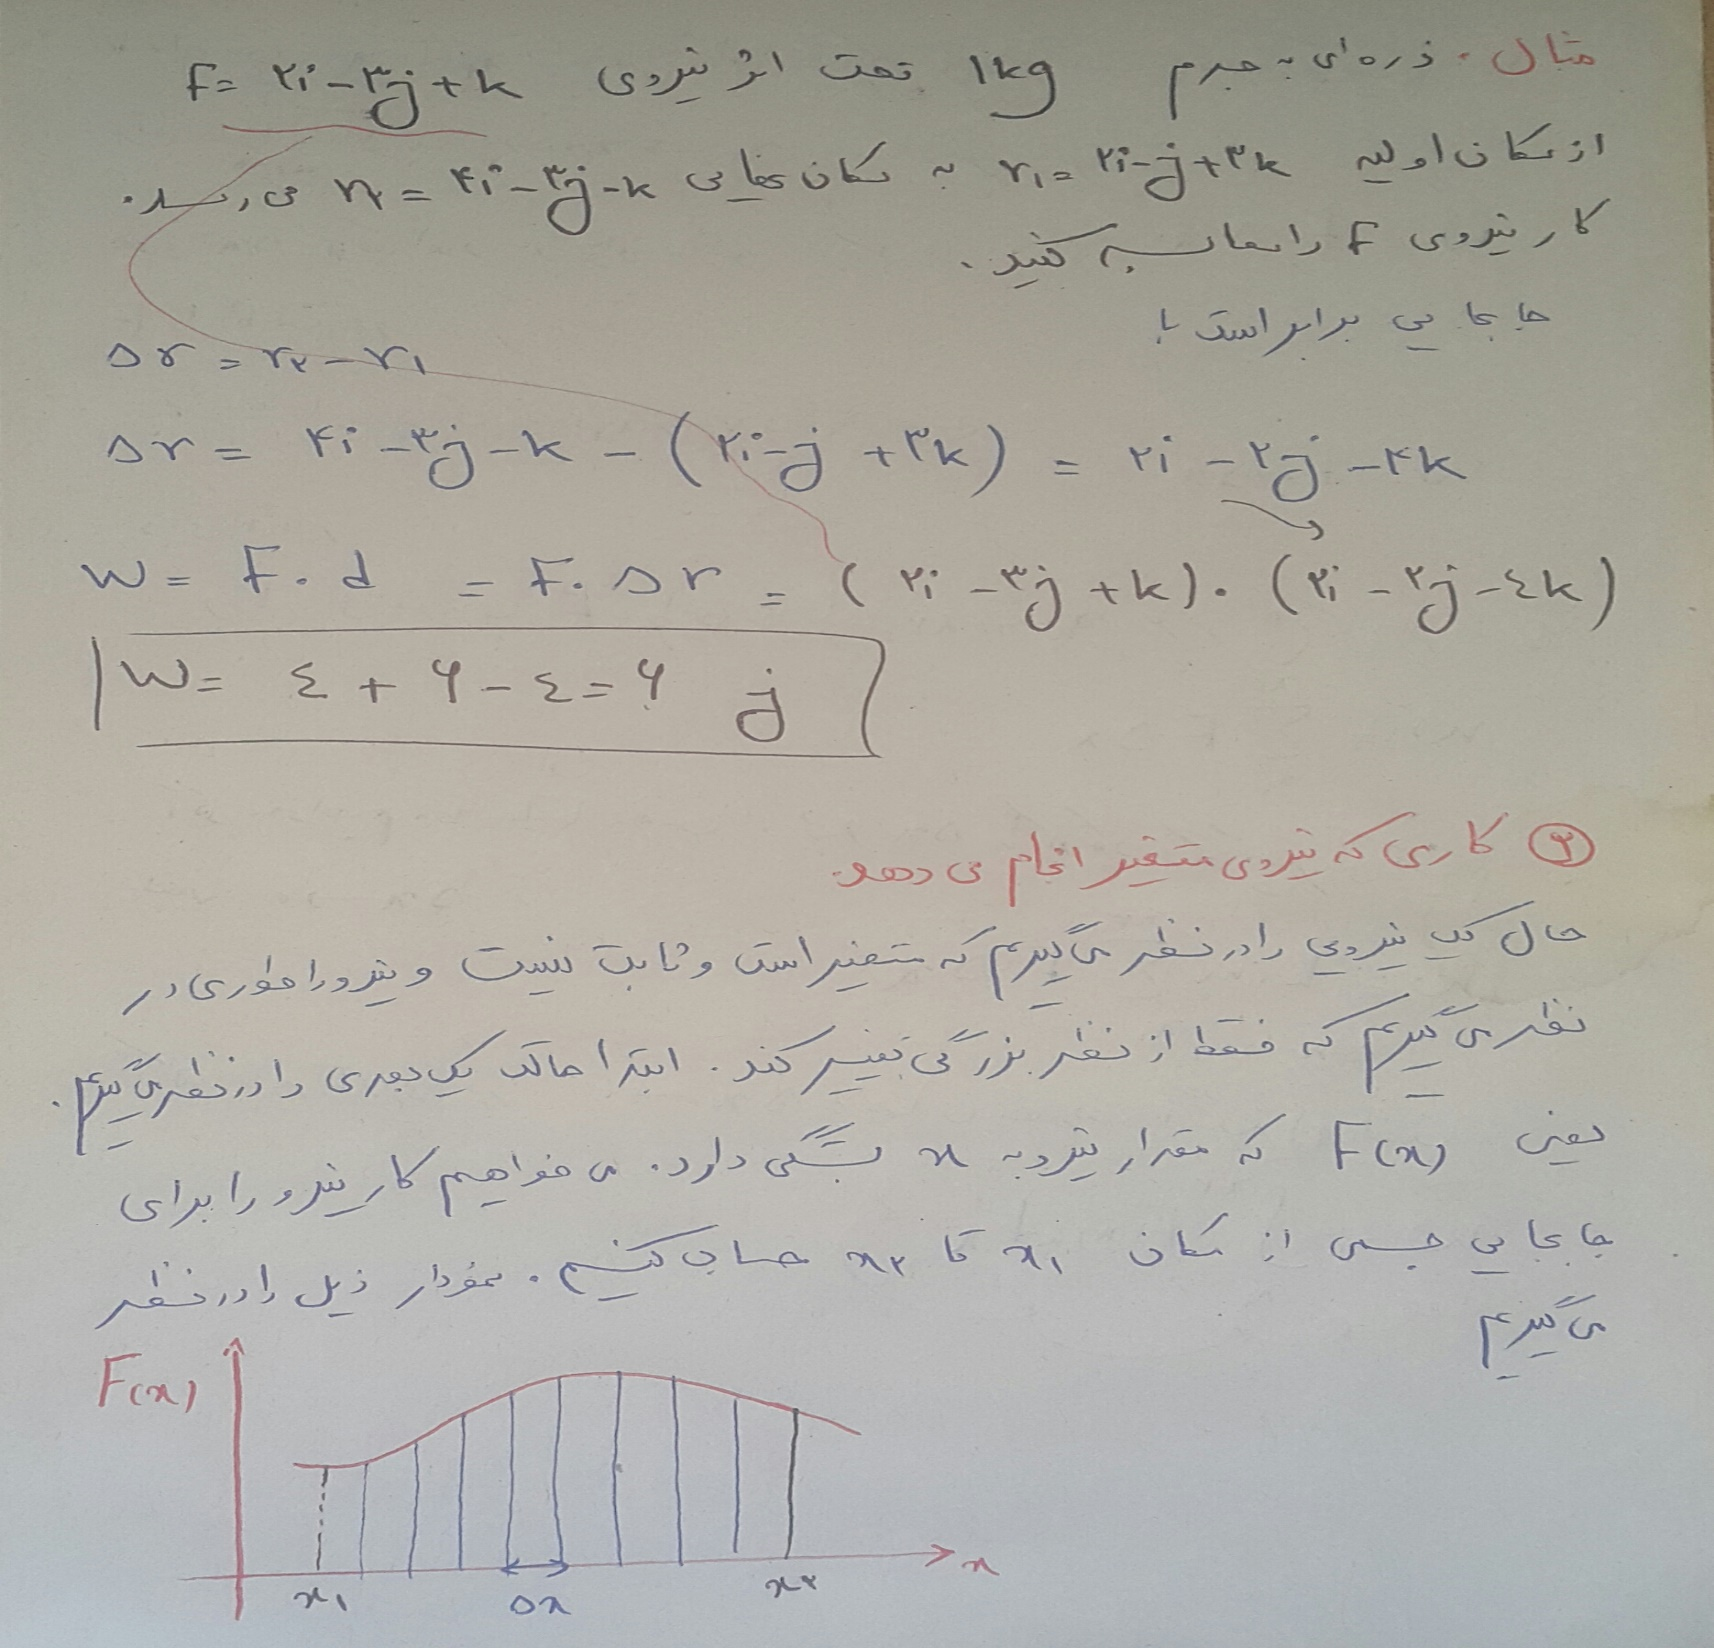 مثال. ذره ای به جرم 1kg تحت اثر نیروی F = ۲i - ۳j + k
از مکان اولیه r۱ = ۲i - j + ۳k به مکان نهایی r۲ = ۴i - ۳j - k می رسد.
کار نیروی F را محاسبه کنید.
جابجایی برابر است با
Δr = r۲ - r۱
Δr = ۴i - ۳j - k - (۲i - j + ۳k) = ۲i - ۲j - ۴k
W = F . d = F . Δr = (۲i - ۳j + k) . (۲i - ۲j - ٤k)
W = ٤ + ۶ - ٤ = ۶ j
کاری که نیروی متغیر انجام می دهد.
حال یک نیرویی را در نظر می گیریم که متغیر است و ثابت نیست و نیرو را طوری در
نظر می گیریم که فقط از نظر بزرگی تغییر کند. ابتدا حالت یک بعدی را در نظر می گیریم.
یعنی F(x) که مقدار نیرو به x بستگی دارد. می خواهیم کار نیرو را برای
جابجایی جسمی از مکان x۱ تا x۲ حساب کنیم. نمودار ذیل را در نظر
می گیریم
F(x)
x
x۱ Δx x۲